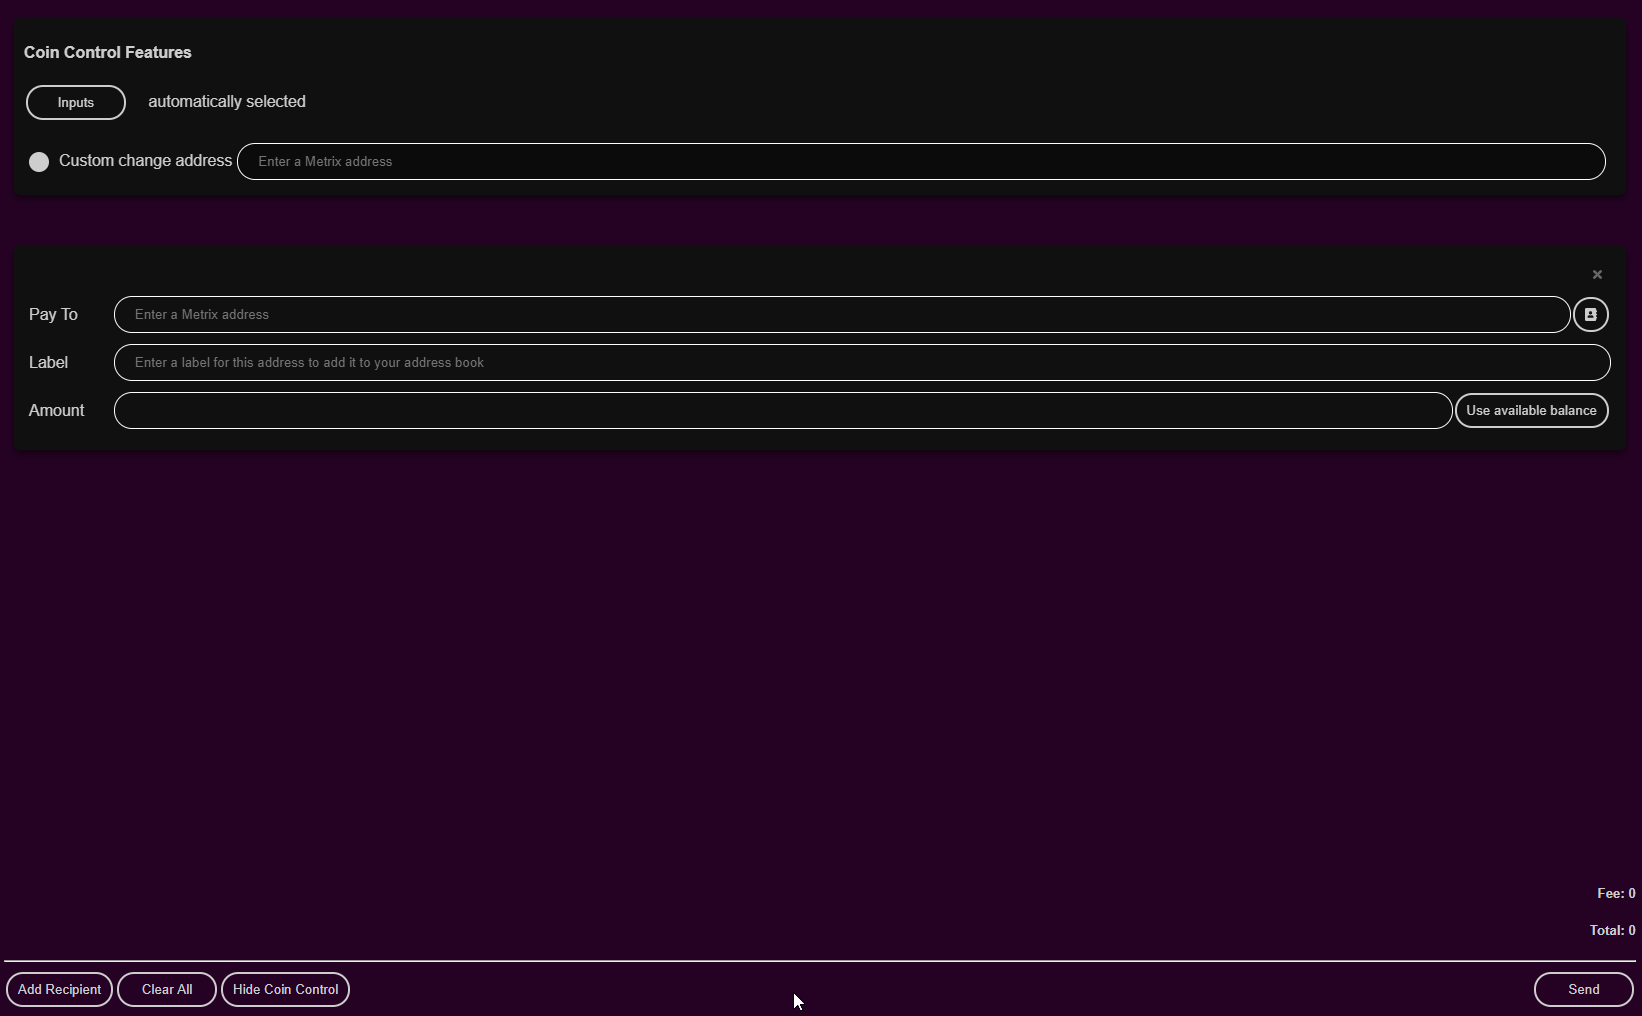 Coin Control Features
Inputs automatically selected
Custom change address Enter a Metrix address
×
Pay To Enter a Metrix address
Label Enter a label for this address to add it to your address book
Amount Use available balance
Fee: 0
Total: 0
Add Recipient Clear All Hide Coin Control Send